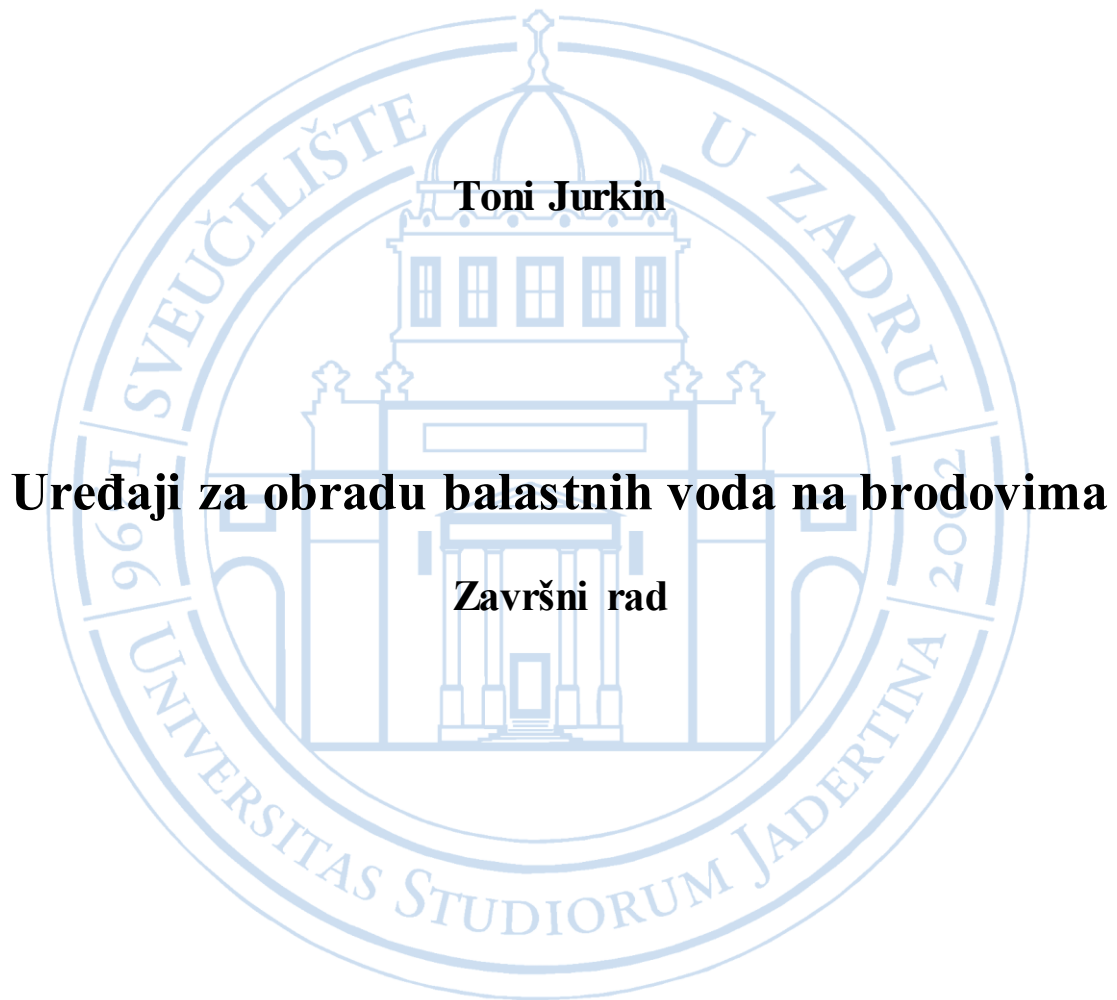 Toni Jurkin
Uređaji za obradu balastnih voda na brodovima
Završni rad
SVEUČILIŠTE U ZADRU
1396 2002
UNIVERSITAS STUDIORUM JADERTINA